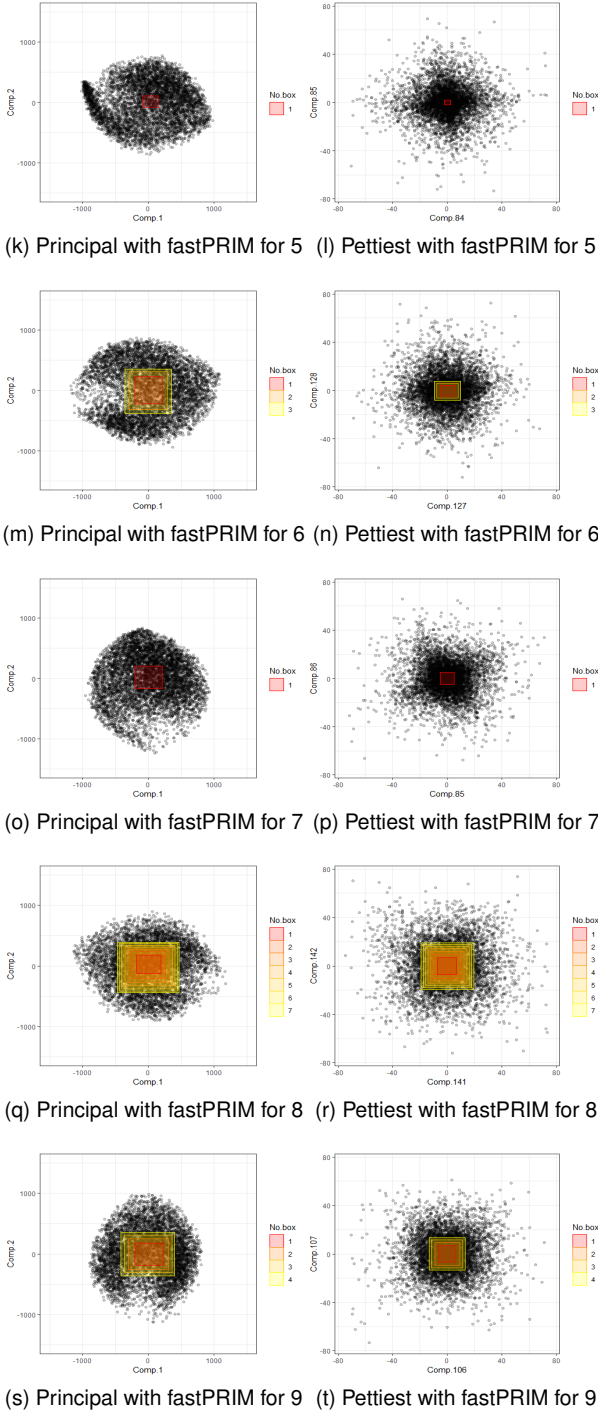 1000
0
-1000
Comp.2
-1000
0
1000
Comp.1
No.box
1
80
40
0
-40
-80
Comp.85
-80
-40
0
40
80
Comp.84
No.box
1
(k) Principal with fastPRIM for 5
(l) Pettiest with fastPRIM for 5
1000
0
-1000
Comp.2
-1000
0
1000
Comp.1
No.box
1
2
3
80
40
0
-40
-80
Comp.128
-80
-40
0
40
80
Comp.127
No.box
1
2
3
(m) Principal with fastPRIM for 6
(n) Pettiest with fastPRIM for 6
1000
0
-1000
Comp.2
-1000
0
1000
Comp.1
No.box
1
80
40
0
-40
-80
Comp.86
-80
-40
0
40
80
Comp.85
No.box
1
(o) Principal with fastPRIM for 7
(p) Pettiest with fastPRIM for 7
1000
0
-1000
Comp.2
-1000
0
1000
Comp.1
No.box
1
2
3
4
5
6
7
80
40
0
-40
-80
Comp.142
-80
-40
0
40
80
Comp.141
No.box
1
2
3
4
5
6
7
(q) Principal with fastPRIM for 8
(r) Pettiest with fastPRIM for 8
1000
0
-1000
Comp.2
-1000
0
1000
Comp.1
No.box
1
2
3
4
80
40
0
-40
-80
Comp.107
-80
-40
0
40
80
Comp.106
No.box
1
2
3
4
(s) Principal with fastPRIM for 9
(t) Pettiest with fastPRIM for 9